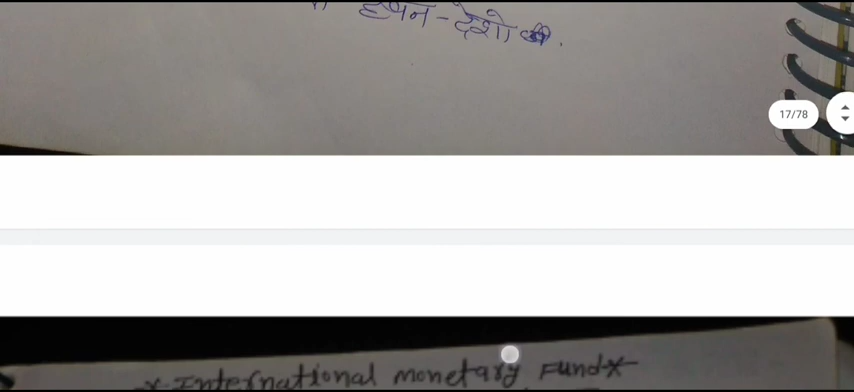 देशो की.
17/78
-x-International monetary Fund-x-